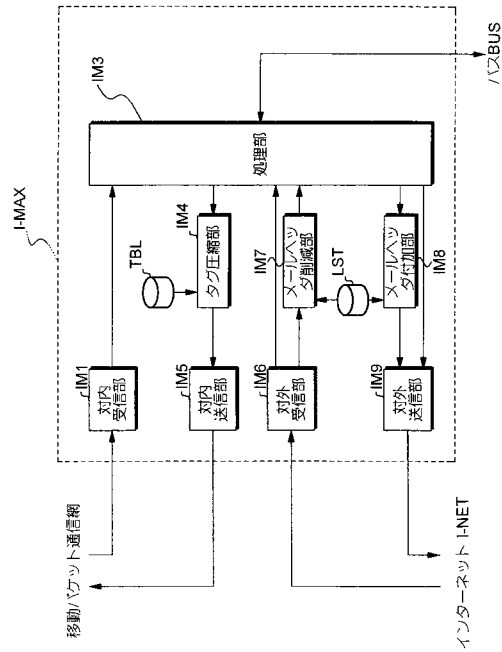 I-MAX
IM3
処理部
バスBUS
TBL
IM4
タグ圧縮部
IM7
メールヘッ
ダ削減部
LST
メールヘッ
ダ付加部
IM8
IM1
対内
受信部
IM5
対内
送信部
IM6
対外
受信部
IM9
対外
送信部
移動パケット通信網
インターネット I-NET